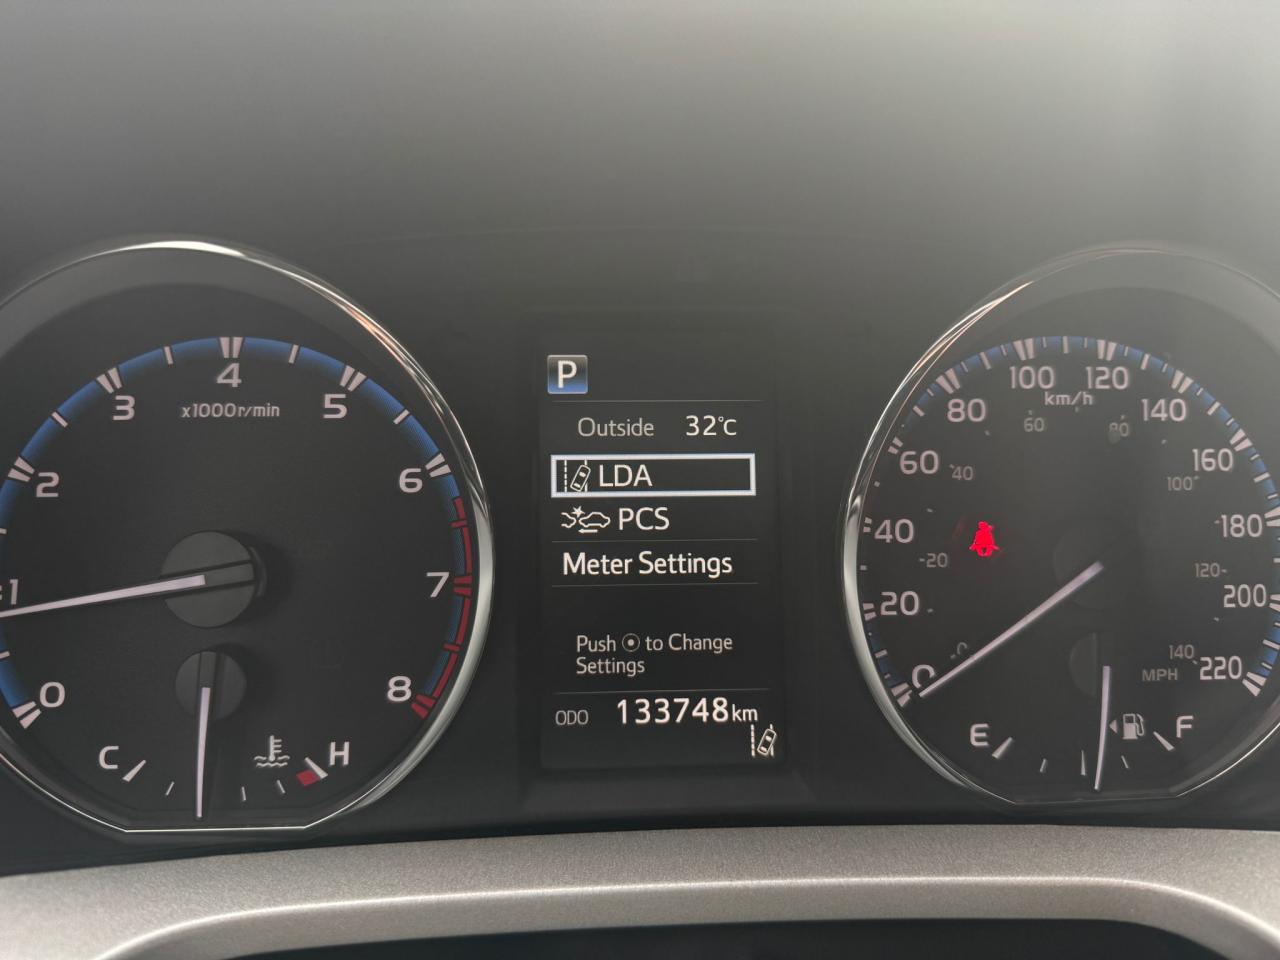 P
Outside 32°C
LDA
PCS
Meter Settings
Push to Change
Settings
ODO 133748km
0
1
2
3
4
5
6
7
8
x1000r/min
C
H
0
20
40
60
80
100
120
140
160
180
200
220
km/h
0
20
40
60
80
100
120
140
MPH
E
F